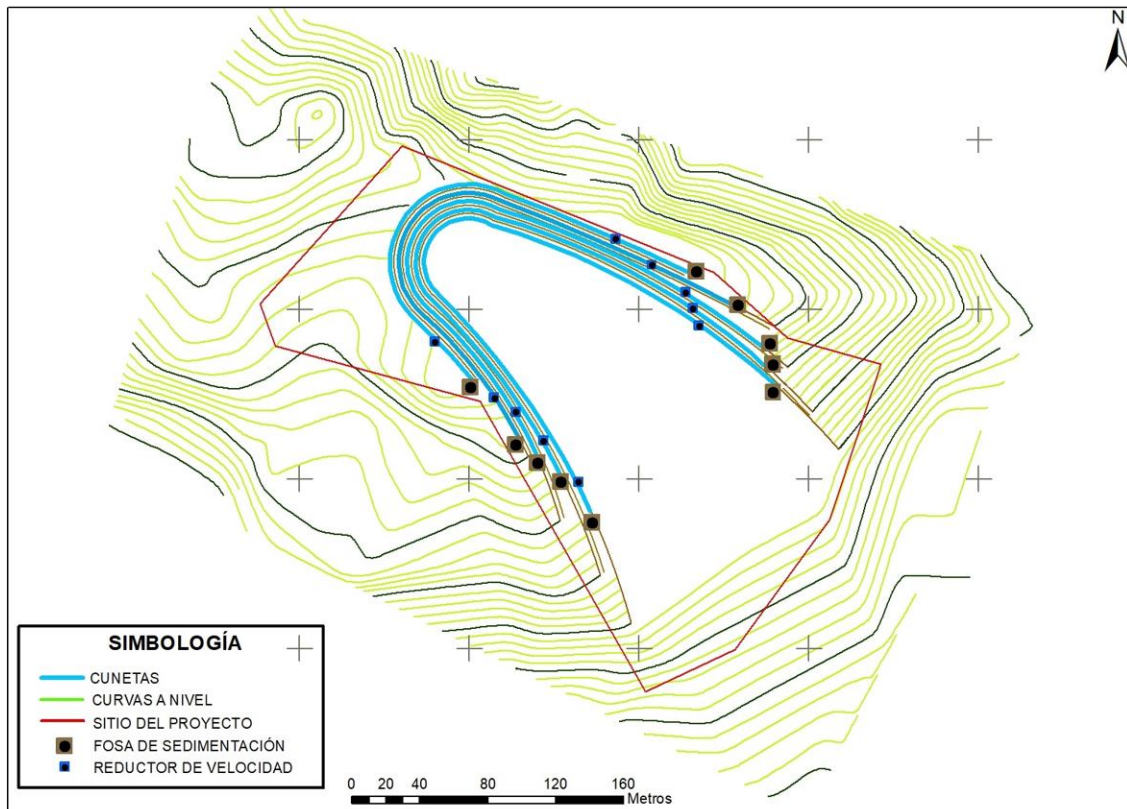 N
SIMBOLOGÍA
CUNETAS
CURVAS A NIVEL
SITIO DEL PROYECTO
FOSA DE SEDIMENTACIÓN
REDUCTOR DE VELOCIDAD
0 20 40 80 120 160
Metros